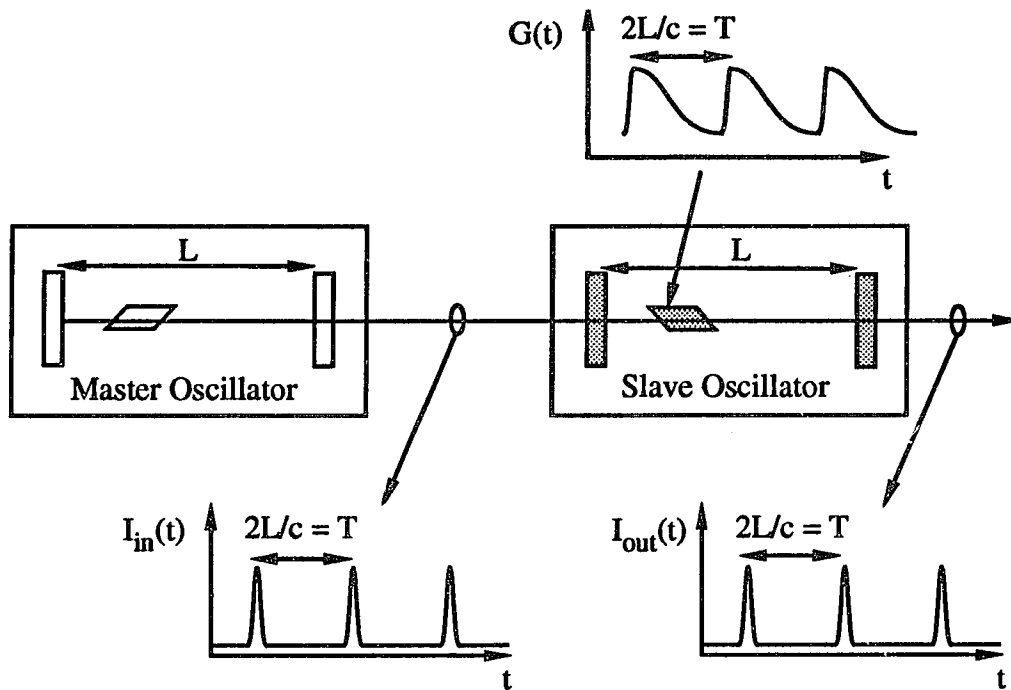 G(t)
2L/c = T
t
L
Master Oscillator
L
Slave Oscillator
I_in(t)
2L/c = T
t
I_out(t)
2L/c = T
t